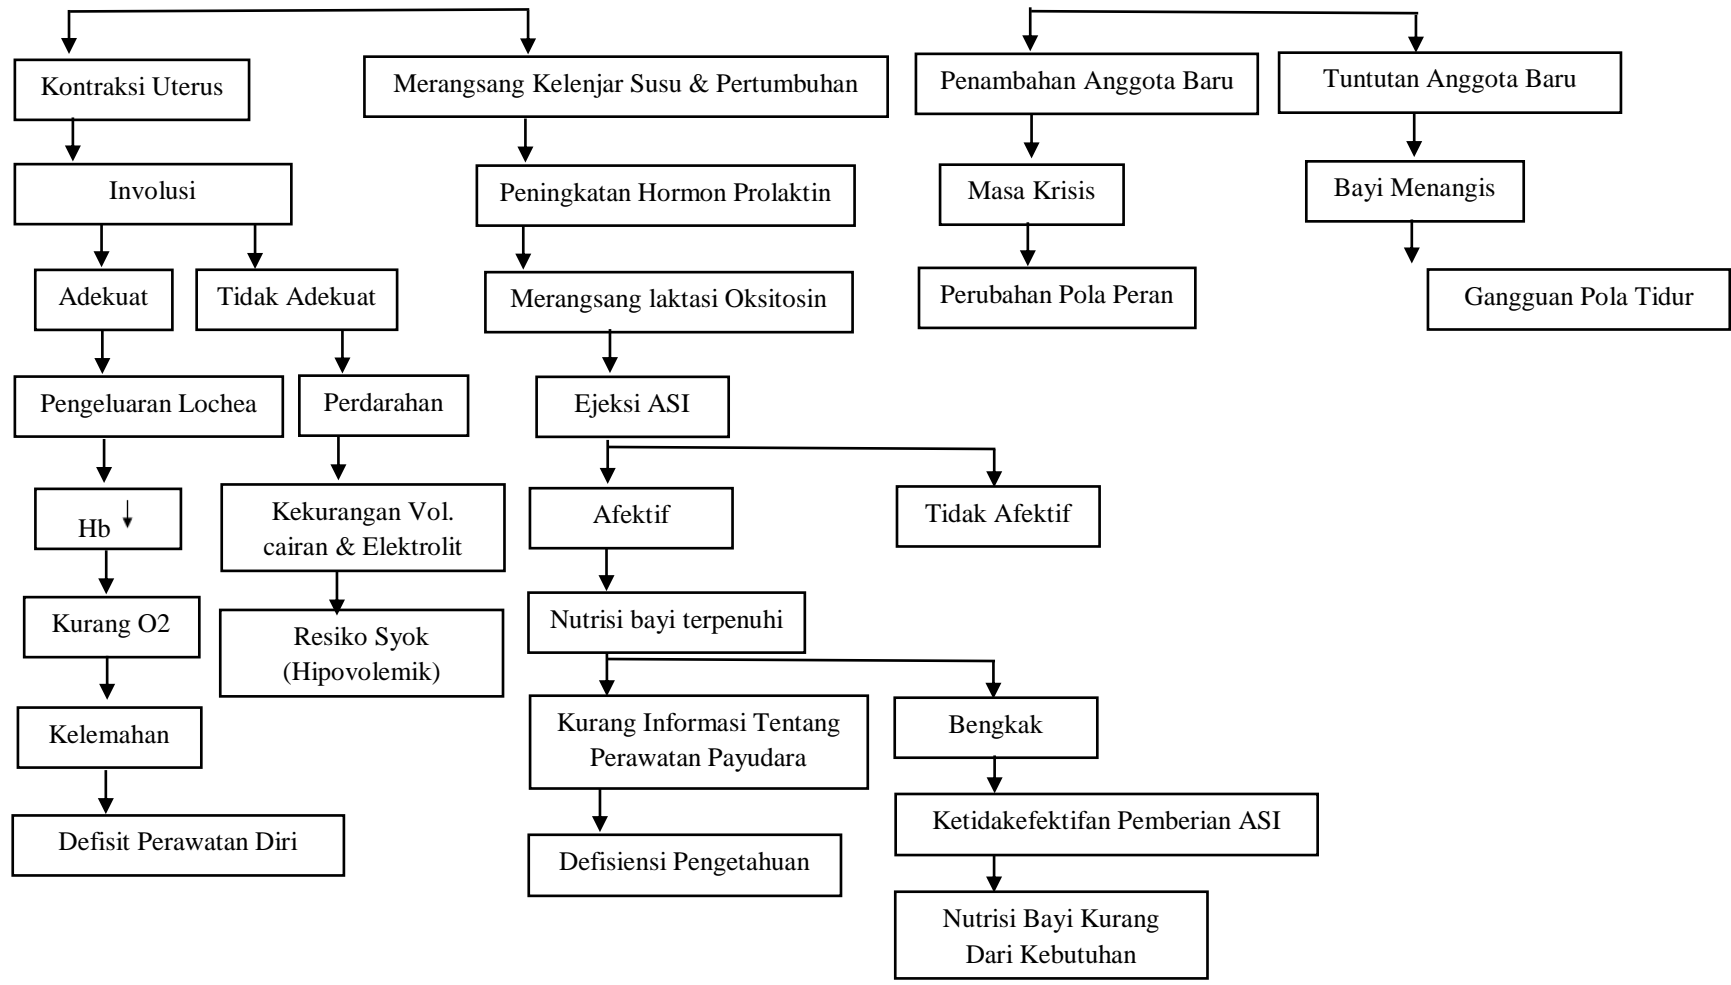 Kontraksi Uterus
Merangsang Kelenjar Susu & Pertumbuhan
Penambahan Anggota Baru
Tuntutan Anggota Baru
Involusi
Peningkatan Hormon Prolaktin
Masa Krisis
Bayi Menangis
Adekuat
Tidak Adekuat
Merangsang laktasi Oksitosin
Perubahan Pola Peran
Gangguan Pola Tidur
Pengeluaran Lochea
Perdarahan
Ejeksi ASI
Hb
Kekurangan Vol.
cairan & Elektrolit
Afektif
Tidak Afektif
Kurang O2
Resiko Syok
(Hipovolemik)
Nutrisi bayi terpenuhi
Kelemahan
Kurang Informasi Tentang
Perawatan Payudara
Bengkak
Defisit Perawatan Diri
Defisiensi Pengetahuan
Ketidakefektifan Pemberian ASI
Nutrisi Bayi Kurang
Dari Kebutuhan